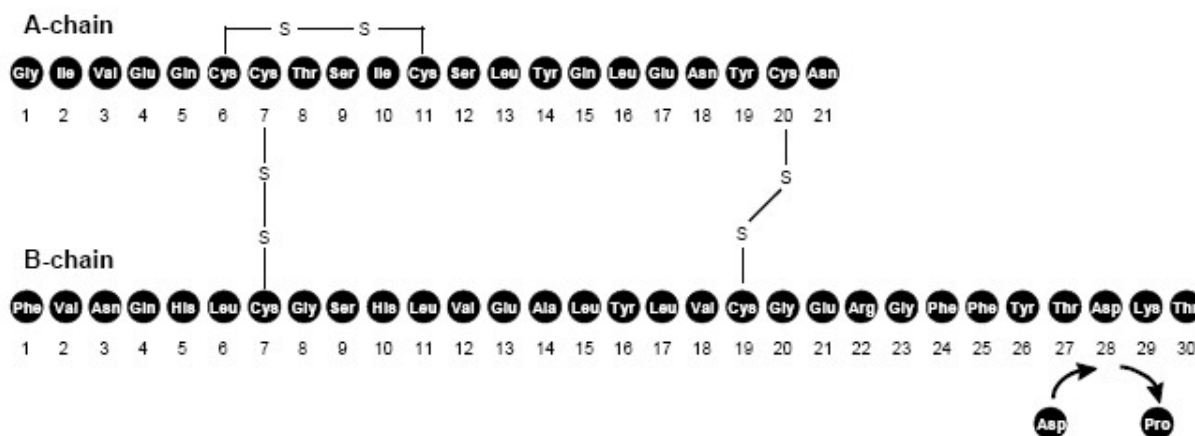 A-chain
S S
Gly Ile Val Glu Gln Cys Cys Thr Ser Ile Cys Ser Leu Tyr Gln Leu Glu Asn Tyr Cys Asn
1 2 3 4 5 6 7 8 9 10 11 12 13 14 15 16 17 18 19 20 21
S S
S S
B-chain
Phe Val Asn Gln His Leu Cys Gly Ser His Leu Val Glu Ala Leu Tyr Leu Val Cys Gly Glu Arg Gly Phe Phe Tyr Thr Asp Lys Thr
1 2 3 4 5 6 7 8 9 10 11 12 13 14 15 16 17 18 19 20 21 22 23 24 25 26 27 28 29 30
Asp Pro